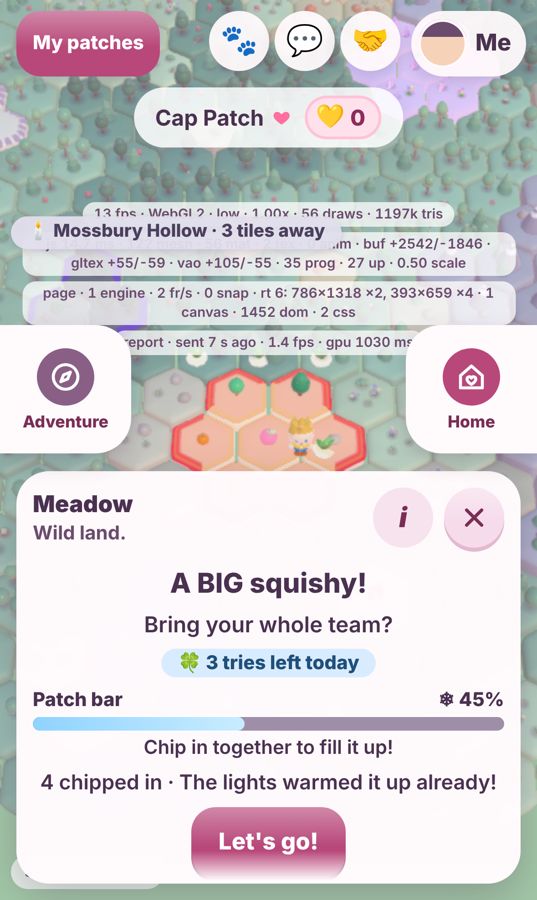 My patches
Me
Cap Patch
0
13 fps · WebGL2 · low · 1.00x · 56 draws · 1197k tris
Mossbury Hollow · 3 tiles away
buf +2542/-1846 ·
gltex +55/-59 · vao +105/-55 · 35 prog · 27 up · 0.50 scale
page · 1 engine · 2 fr/s · 0 snap · rt 6: 786×1318 ×2, 393×659 ×4 · 1
canvas · 1452 dom · 2 css
report · sent 7 s ago · 1.4 fps · gpu 1030 ms
Adventure
Home
Meadow
i
Wild land.
A BIG squishy!
Bring your whole team?
3 tries left today
Patch bar
45%
Chip in together to fill it up!
4 chipped in · The lights warmed it up already!
Let's go!